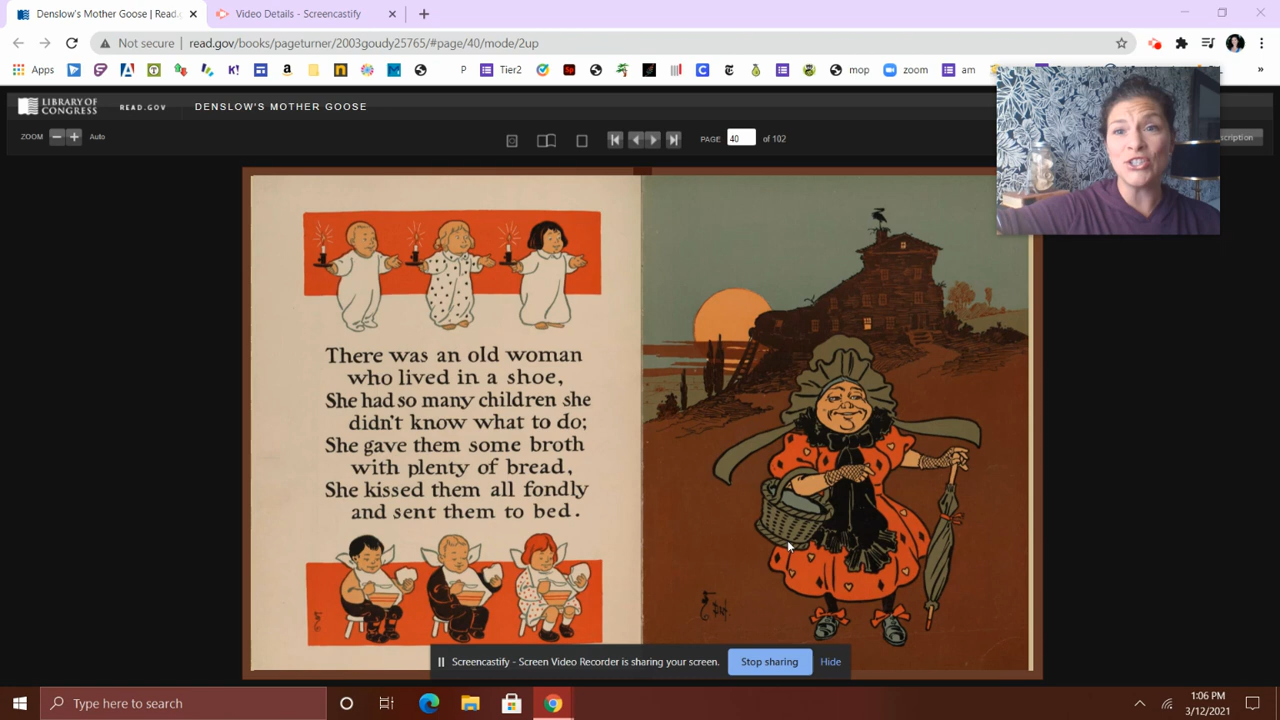 Denslow's Mother Goose | Read.g
Video Details - Screencastify
Not secure | read.gov/books/pageturner/2003goudy25765/#page/40/mode/2up
Apps K! P Tier2 mop zoom am »
LIBRARY OF CONGRESS READ.GOV DENSLOW'S MOTHER GOOSE
ZOOM Auto PAGE 40 of 102 cription
There was an old woman
who lived in a shoe,
She had so many children she
didn't know what to do;
She gave them some broth
with plenty of bread,
She kissed them all fondly
and sent them to bed.
Screencastify - Screen Video Recorder is sharing your screen. Stop sharing Hide
Type here to search
1:06 PM
3/12/2021